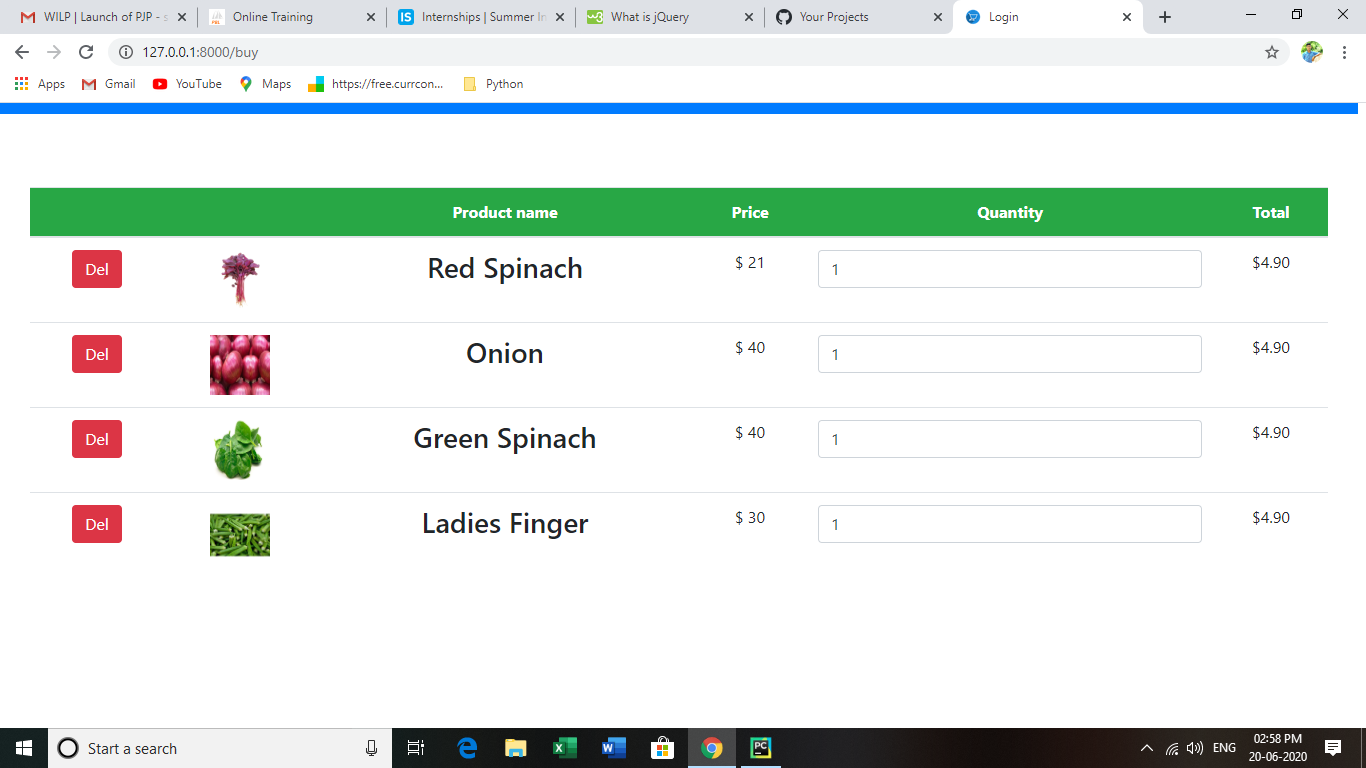 WILP | Launch of PJP - s
Online Training
Internships | Summer In
What is jQuery
Your Projects
Login
127.0.0.1:8000/buy
Apps
Gmail
YouTube
Maps
https://free.currcon...
Python
Product name Price Quantity Total
Del Red Spinach $ 21 1 $4.90
Del Onion $ 40 1 $4.90
Del Green Spinach $ 40 1 $4.90
Del Ladies Finger $ 30 1 $4.90
Start a search
ENG
02:58 PM
20-06-2020